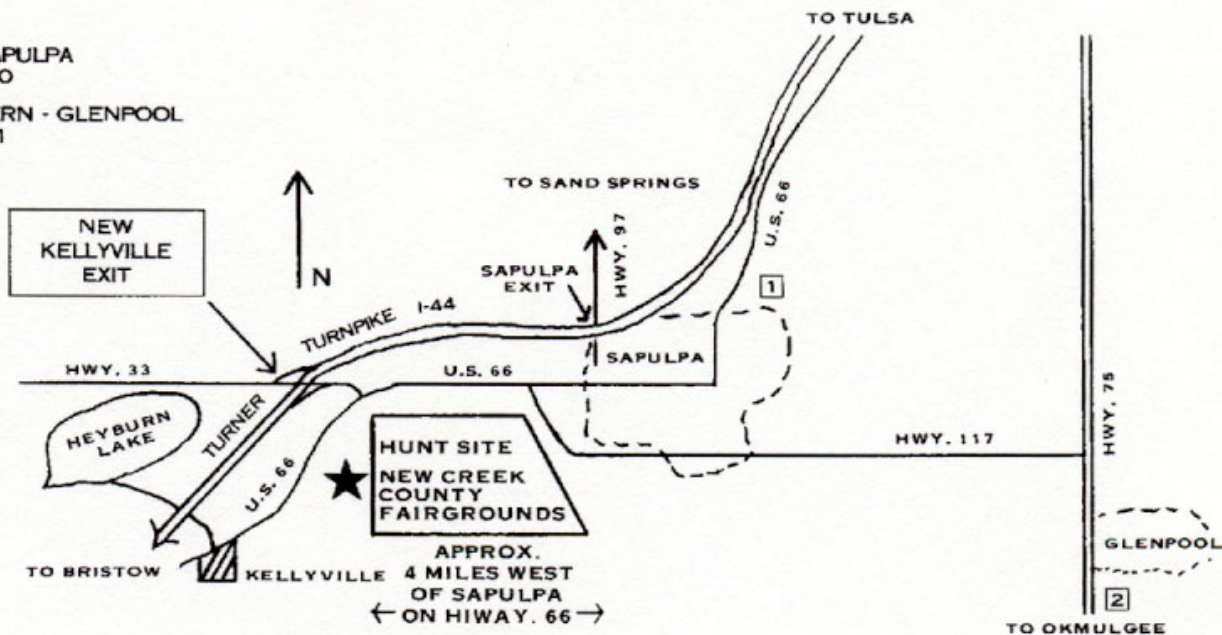 TO TULSA
TO SAND SPRINGS
NEW
KELLYVILLE
EXIT
N
SAPULPA
EXIT
HWY. 97
U.S. 66
1
TURNPIKE I-44
SAPULPA
HWY. 33
U.S. 66
HEYBURN
LAKE
TURNER
U.S. 66
HUNT SITE
NEW CREEK
COUNTY
FAIRGROUNDS
HWY. 117
HWY. 75
APPROX.
4 MILES WEST
OF SAPULPA
ON HIWAY. 66
TO BRISTOW
KELLYVILLE
GLENPOOL
2
TO OKMULGEE